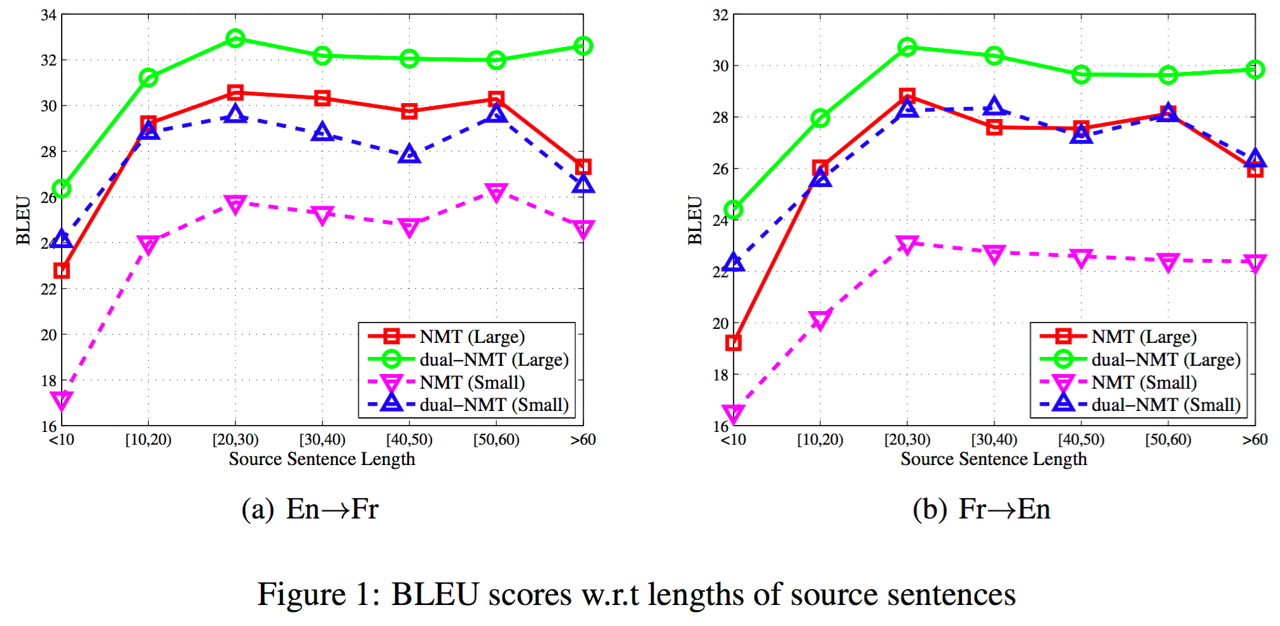 34
32
30
28
26
24
22
20
18
16
BLEU
<10
[10,20)
[20,30)
[30,40)
[40,50)
[50,60)
>60
Source Sentence Length
NMT (Large)
dual–NMT (Large)
NMT (Small)
dual–NMT (Small)
(a) En→Fr
32
30
28
26
24
22
20
18
16
BLEU
<10
[10,20)
[20,30)
[30,40)
[40,50)
[50,60)
>60
Source Sentence Length
NMT (Large)
dual–NMT (Large)
NMT (Small)
dual–NMT (Small)
(b) Fr→En
Figure 1: BLEU scores w.r.t lengths of source sentences